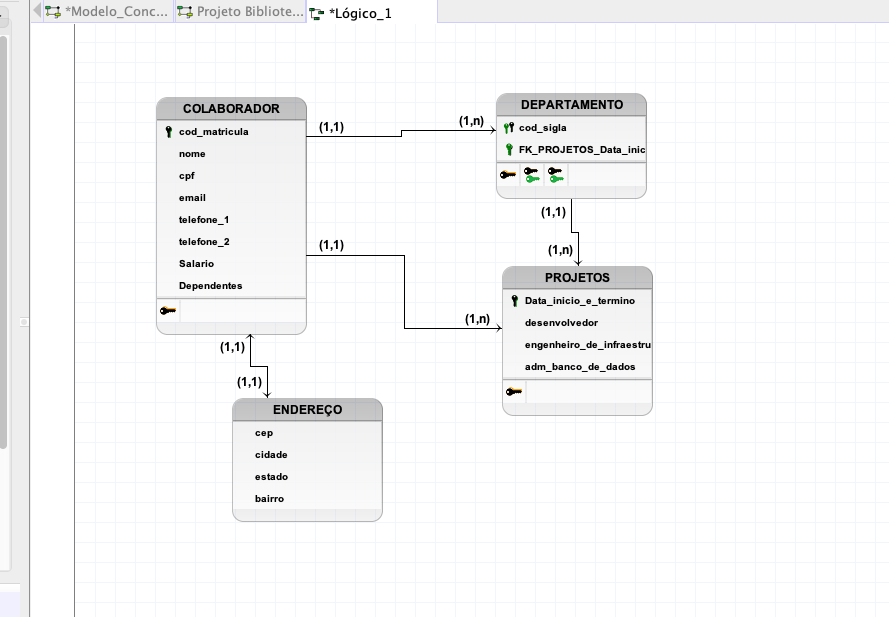 *Modelo_Conc...
Projeto Bibliote...
*Lógico_1
COLABORADOR
cod_matricula
nome
cpf
email
telefone_1
telefone_2
Salario
Dependentes
(1,1)
(1,n)
DEPARTAMENTO
cod_sigla
FK_PROJETOS_Data_inic
(1,1)
(1,n)
(1,1)
(1,n)
PROJETOS
Data_inicio_e_termino
desenvolvedor
engenheiro_de_infraestru
adm_banco_de_dados
(1,1)
(1,1)
ENDEREÇO
cep
cidade
estado
bairro